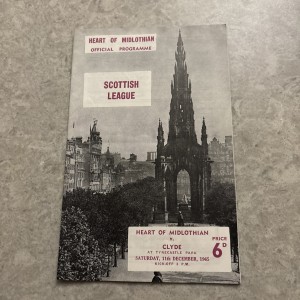 HEART OF MIDLOTHIAN
OFFICIAL PROGRAMME
SCOTTISH
LEAGUE
HEART OF MIDLOTHIAN
v.
CLYDE
AT TYNECASTLE PARK
SATURDAY, 11th DECEMBER, 1965
KICK-OFF 2 P.M.
PRICE
6D